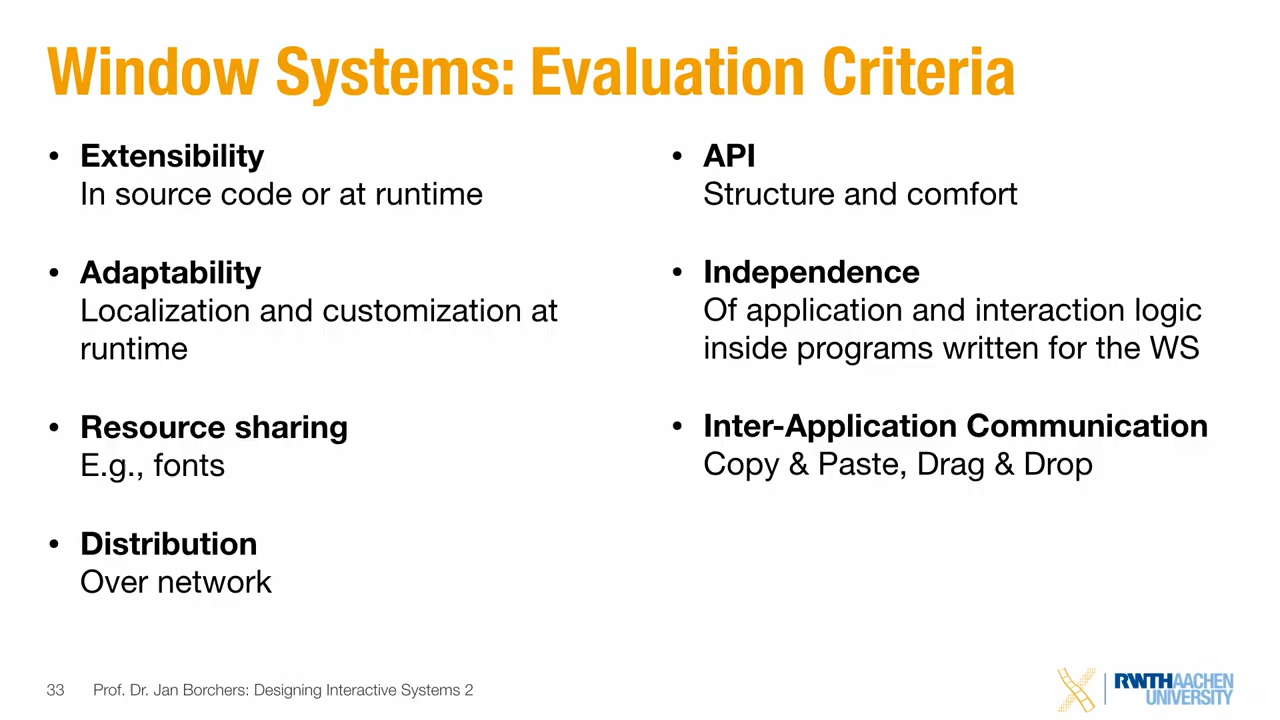 Window Systems: Evaluation Criteria
• Extensibility
In source code or at runtime
• Adaptability
Localization and customization at
runtime
• Resource sharing
E.g., fonts
• Distribution
Over network
• API
Structure and comfort
• Independence
Of application and interaction logic
inside programs written for the WS
• Inter-Application Communication
Copy & Paste, Drag & Drop
33 Prof. Dr. Jan Borchers: Designing Interactive Systems 2
RWTHAACHEN
UNIVERSITY